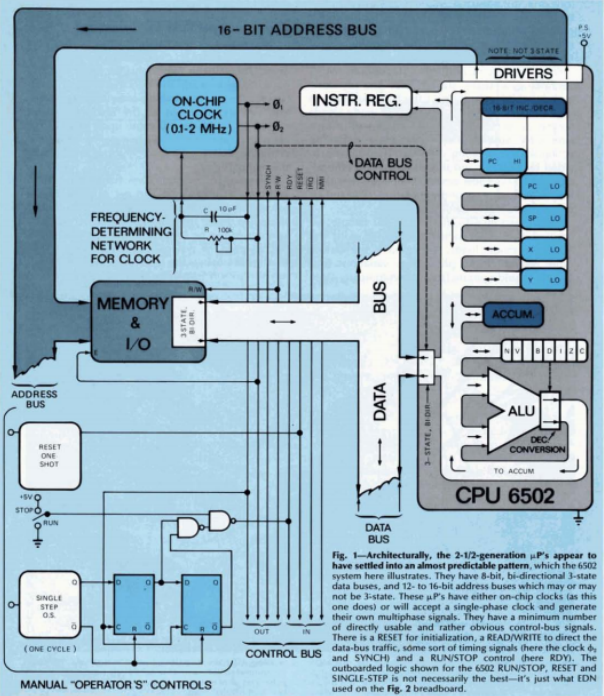 16-BIT ADDRESS BUS
P.S.
+5V
NOTE NOT 3-STATE
DRIVERS
ON-CHIP
CLOCK
(0.1-2 MHz)
Ø1
Ø2
INSTR. REG.
16-BIT INC./DECR.
DATA BUS
CONTROL
PC HI
PC LO
SP LO
X LO
Y LO
ACCUM.
N V B D I Z C
SYNCH
R/W
RDY
RESET
IRQ
NMI
FREQUENCY-
DETERMINING
NETWORK
FOR CLOCK
C 10 pF
R 100k
R/W
MEMORY
&
I/O
3-STATE,
BI DIR.
E
DATA BUS
3-STATE, BI DIR.
ALU
DEC.
CONVERSION
TO ACCUM
CPU 6502
ADDRESS
BUS
RESET
ONE
SHOT
+5V
STOP
RUN
DATA
BUS
SINGLE
STEP
O.S.
Q
Q
(ONE CYCLE)
D Q
R Q
D Q
R Q
OUT IN
CONTROL BUS
MANUAL "OPERATOR'S" CONTROLS
Fig. 1—Architecturally, the 2-1/2-generation µP's appear to
have settled into an almost predictable pattern, which the 6502
system here illustrates. They have 8-bit, bi-directional 3-state
data buses, and 12- to 16-bit address buses which may or may
not be 3-state. These µP's have either on-chip clocks (as this
one does) or will accept a single-phase clock and generate
their own multiphase signals. They have a minimum number
of directly usable and rather obvious control-bus signals.
There is a RESET for initialization, a READ/WRITE to direct the
data-bus traffic, some sort of timing signals (here the clock ϕ2
and SYNCH) and a RUN/STOP control (here RDY). The
outboarded logic shown for the 6502 RUN/STOP, RESET and
SINGLE-STEP is not necessarily the best—it's just what EDN
used on the Fig. 2 breadboard.